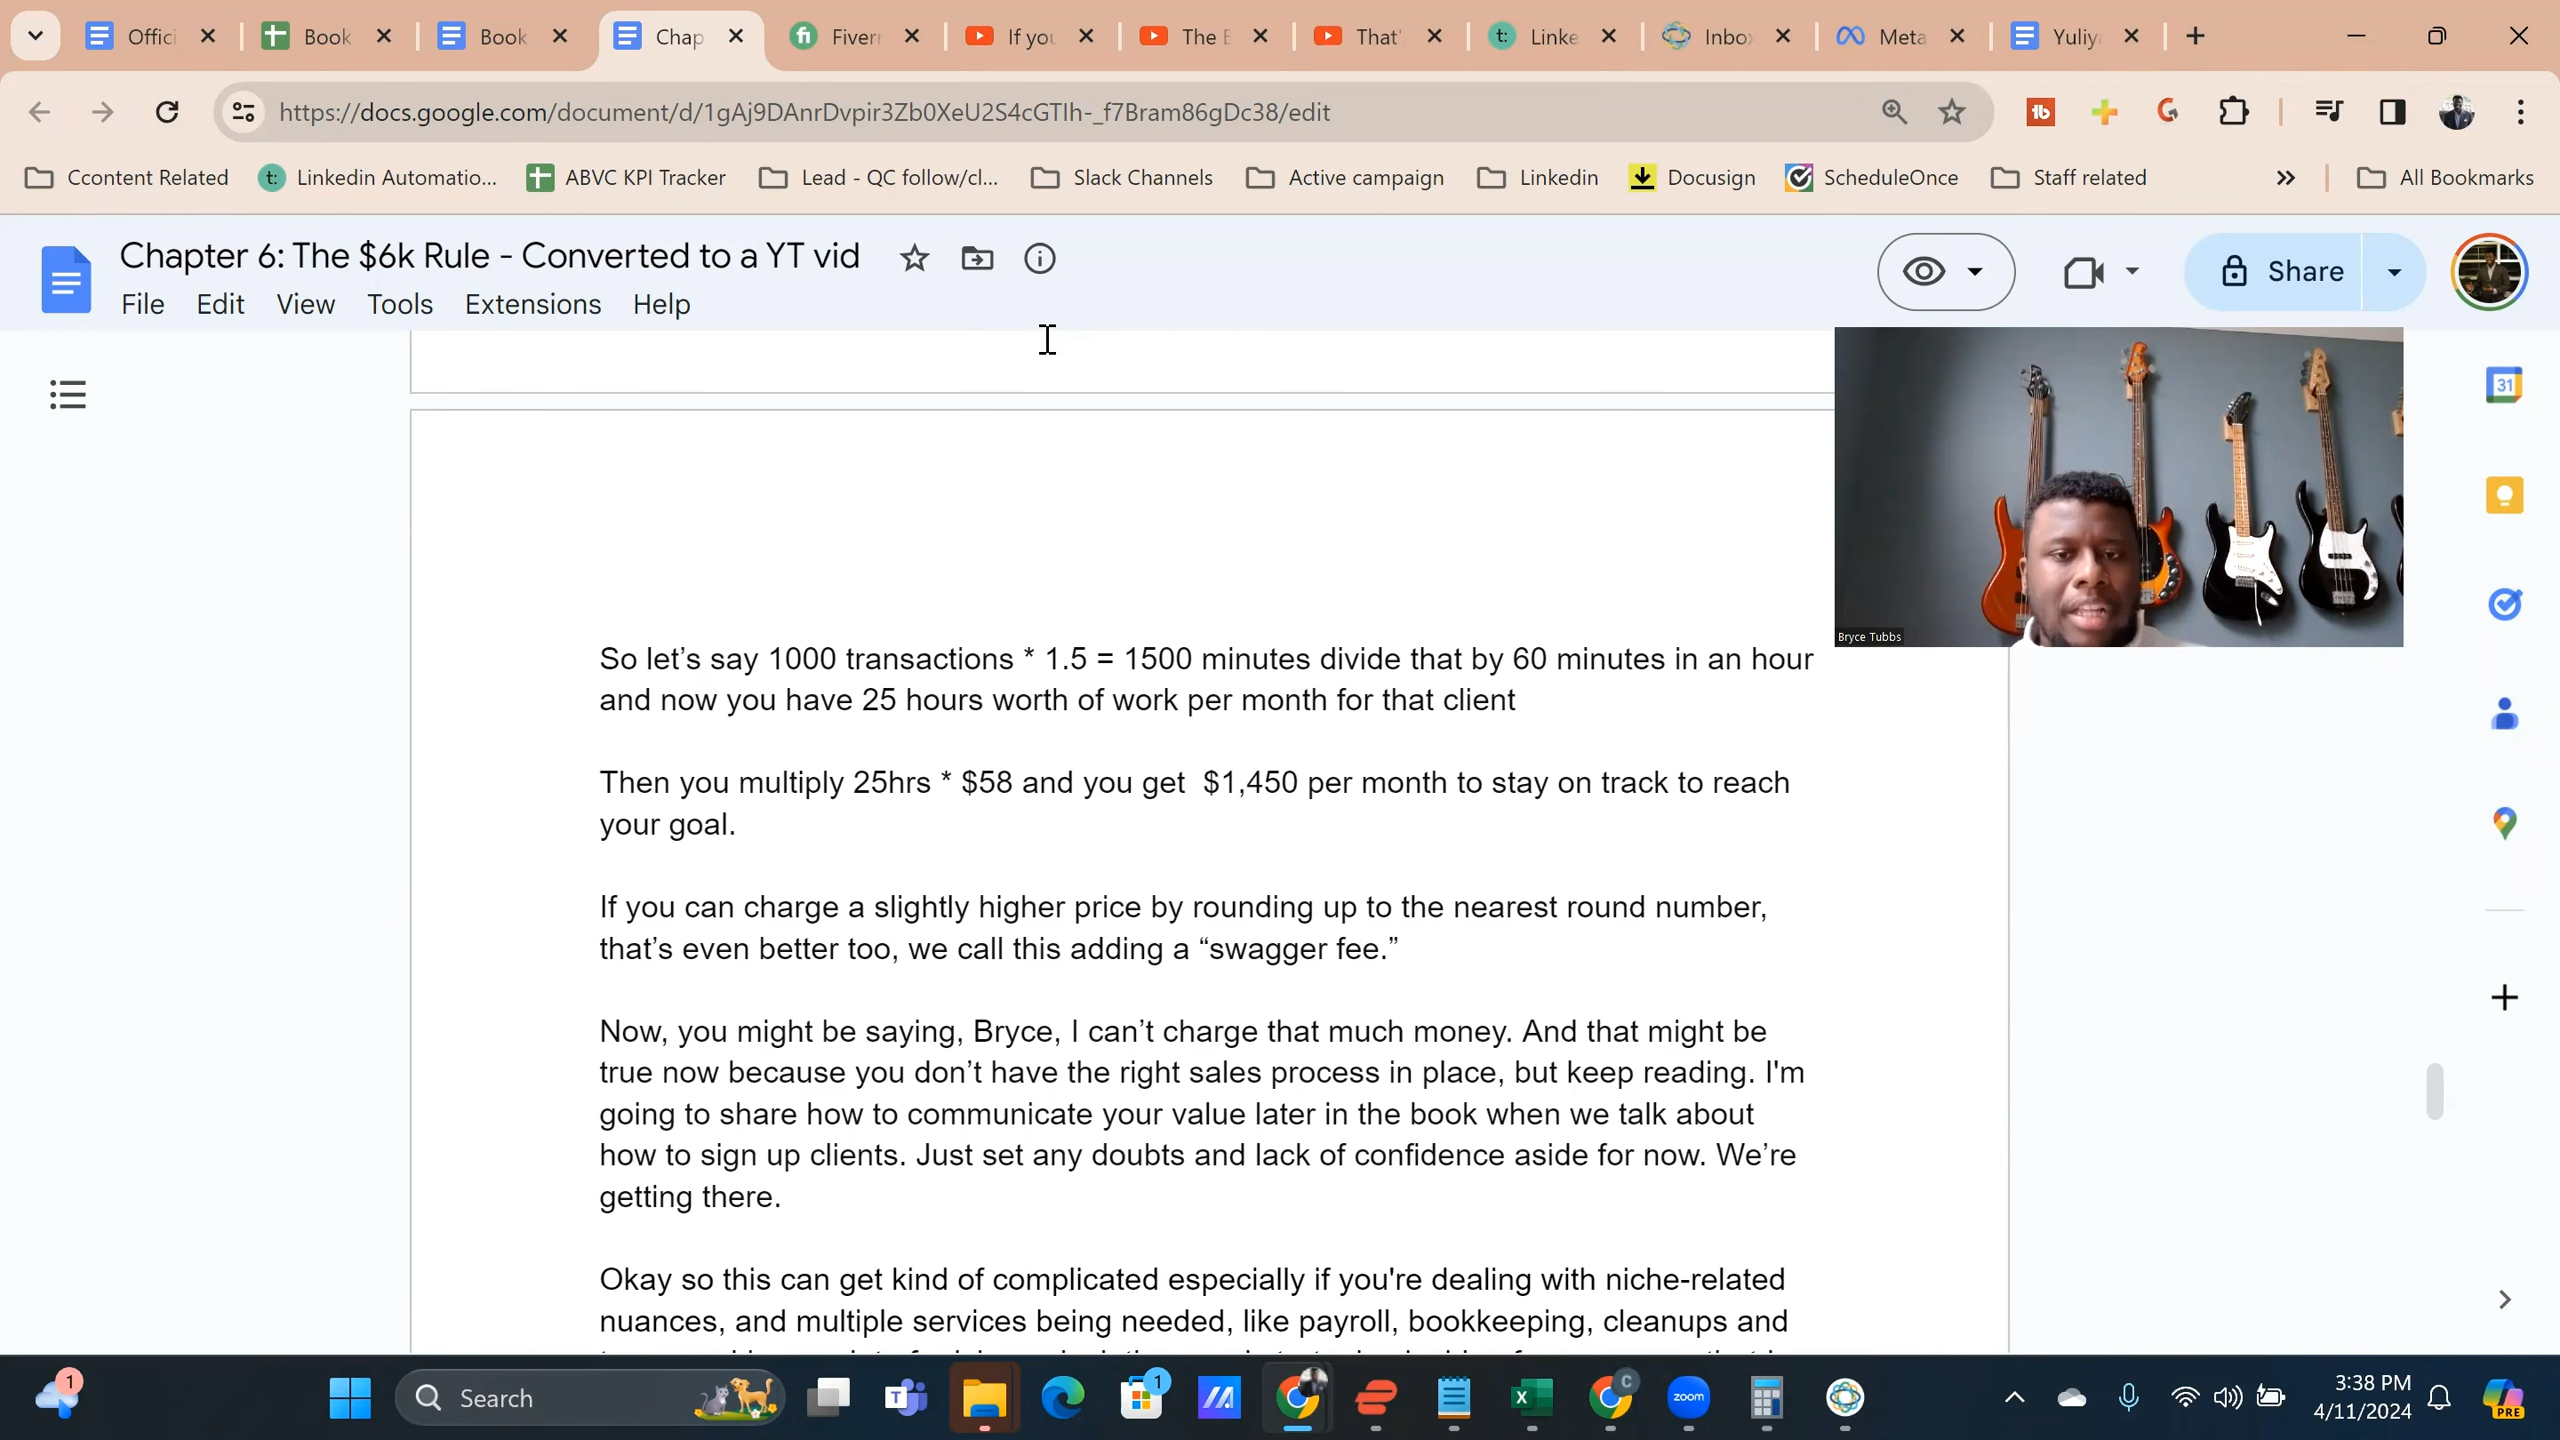 Offici
Book
Book
Chap
Fiverr
If you
The
That'
Linke
Inbo
Meta
Yuliy
https://docs.google.com/document/d/1gAj9DAnrDvpir3Zb0XeU2S4cGTIh-_f7Bram86gDc38/edit
Ccontent Related
Linkedin Automatio...
ABVC KPI Tracker
Lead - QC follow/cl...
Slack Channels
Active campaign
Linkedin
Docusign
ScheduleOnce
Staff related
All Bookmarks
Chapter 6: The $6k Rule - Converted to a YT vid
File Edit View Tools Extensions Help
Share
31
Bryce Tubbs
So let’s say 1000 transactions * 1.5 = 1500 minutes divide that by 60 minutes in an hour
and now you have 25 hours worth of work per month for that client
Then you multiply 25hrs * $58 and you get $1,450 per month to stay on track to reach
your goal.
If you can charge a slightly higher price by rounding up to the nearest round number,
that’s even better too, we call this adding a “swagger fee.”
Now, you might be saying, Bryce, I can’t charge that much money. And that might be
true now because you don’t have the right sales process in place, but keep reading. I'm
going to share how to communicate your value later in the book when we talk about
how to sign up clients. Just set any doubts and lack of confidence aside for now. We’re
getting there.
Okay so this can get kind of complicated especially if you're dealing with niche-related
nuances, and multiple services being needed, like payroll, bookkeeping, cleanups and
1
Search
1
zoom
C
3:38 PM
4/11/2024
PRE